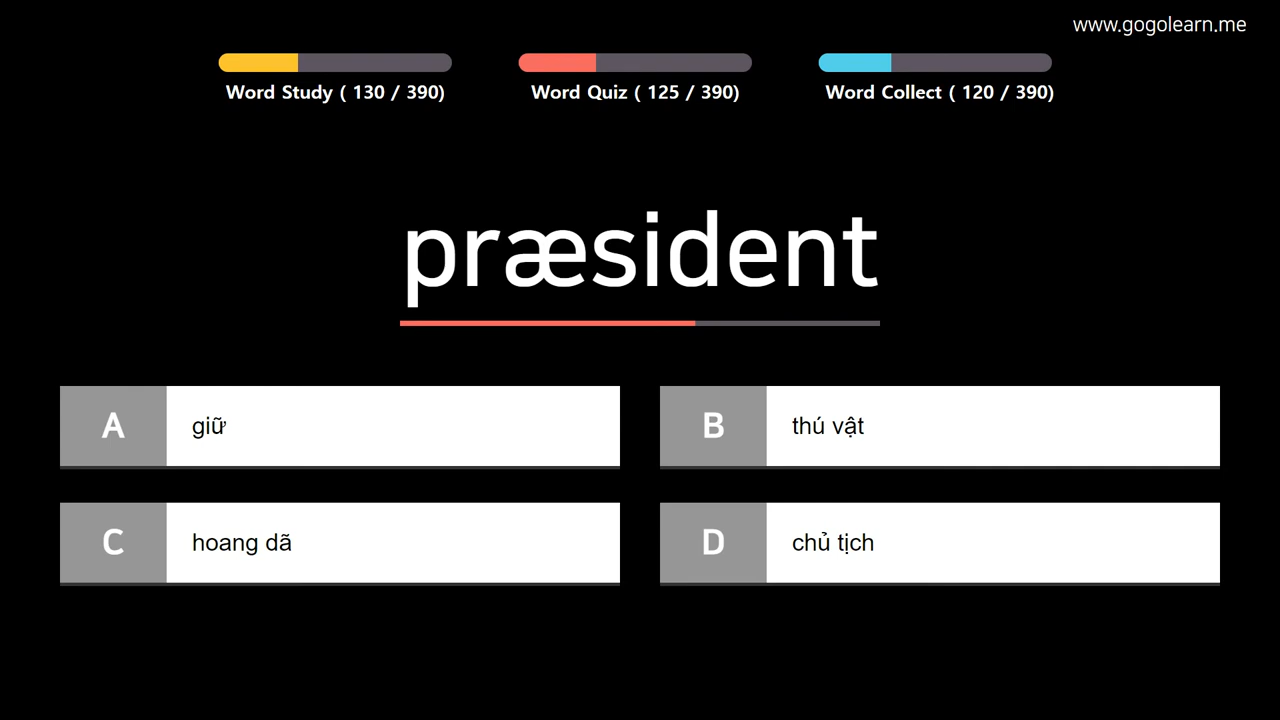 www.gogolearn.me
Word Study ( 130 / 390)
Word Quiz ( 125 / 390)
Word Collect ( 120 / 390)
præsident
A giữ
B thú vật
C hoang dã
D chủ tịch